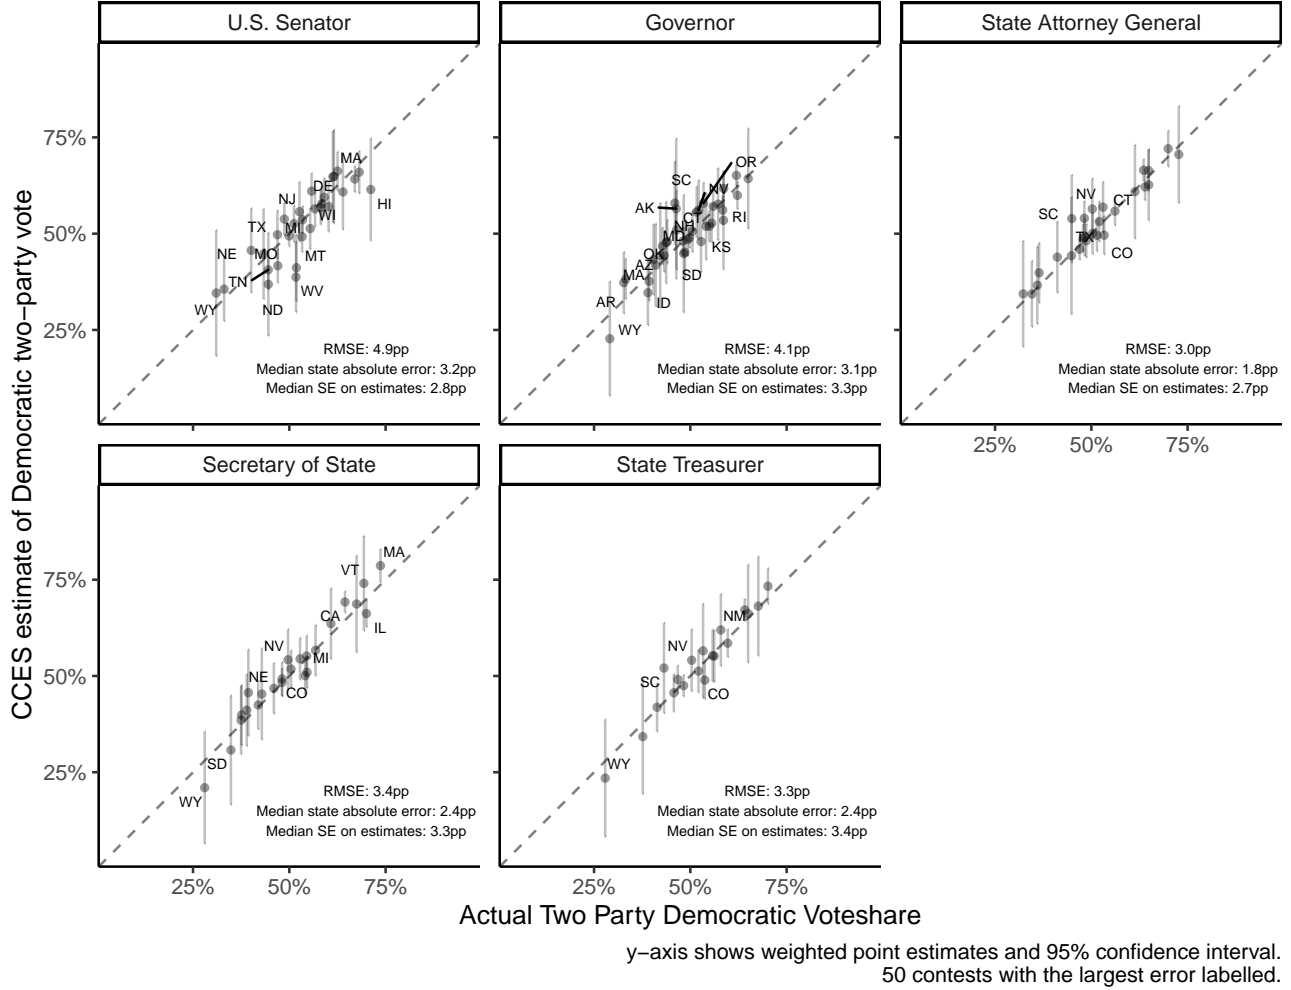 U.S. Senator
Governor
State Attorney General
75%
50%
25%
MA
DE
HI
NJ
WI
TX
MI
NE
MO
MT
TN
WV
WY
ND
RMSE: 4.9pp
Median state absolute error: 3.2pp
Median SE on estimates: 2.8pp
OR
SC
NV
AK
CT
RI
NH
MD
KS
OK
AZ
MA
SD
AR
ID
WY
RMSE: 4.1pp
Median state absolute error: 3.1pp
Median SE on estimates: 3.3pp
NV
CT
SC
TX
CO
RMSE: 3.0pp
Median state absolute error: 1.8pp
Median SE on estimates: 2.7pp
25%
50%
75%
CCES estimate of Democratic two−party vote
Secretary of State
State Treasurer
75%
50%
25%
MA
VT
CA
IL
NV
MI
NE
CO
SD
WY
RMSE: 3.4pp
Median state absolute error: 2.4pp
Median SE on estimates: 3.3pp
NM
NV
SC
CO
WY
RMSE: 3.3pp
Median state absolute error: 2.4pp
Median SE on estimates: 3.4pp
25%
50%
75%
25%
50%
75%
Actual Two Party Democratic Voteshare
y−axis shows weighted point estimates and 95% confidence interval.
50 contests with the largest error labelled.